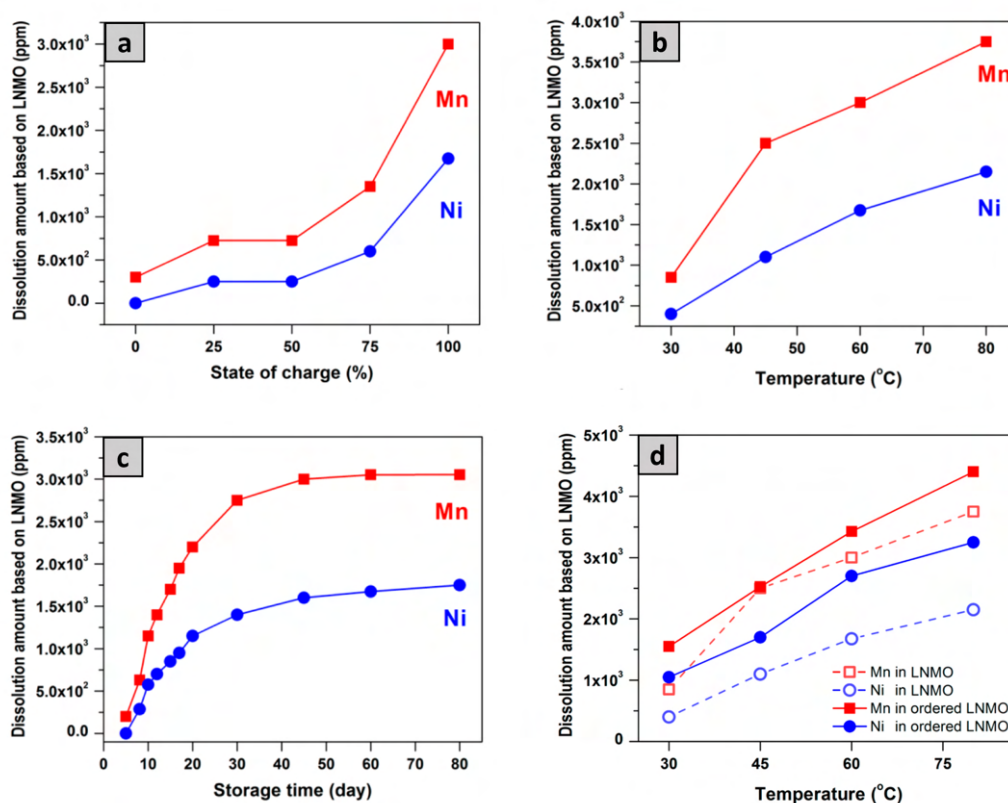 a
Dissolution amount based on LNMO (ppm)
3.0x10³
2.5x10³
2.0x10³
1.5x10³
1.0x10³
5.0x10²
0.0
Mn
Ni
0 25 50 75 100
State of charge (%)
b
Dissolution amount based on LNMO (ppm)
4.0x10³
3.5x10³
3.0x10³
2.5x10³
2.0x10³
1.5x10³
1.0x10³
5.0x10²
Mn
Ni
30 40 50 60 70 80
Temperature (°C)
c
Dissolution amount based on LNMO (ppm)
3.5x10³
3.0x10³
2.5x10³
2.0x10³
1.5x10³
1.0x10³
5.0x10²
0.0
Mn
Ni
0 10 20 30 40 50 60 70 80
Storage time (day)
d
Dissolution amount based on LNMO (ppm)
5x10³
4x10³
3x10³
2x10³
1x10³
0
Mn in LNMO
Ni in LNMO
Mn in ordered LNMO
Ni in ordered LNMO
30 45 60 75
Temperature (°C)